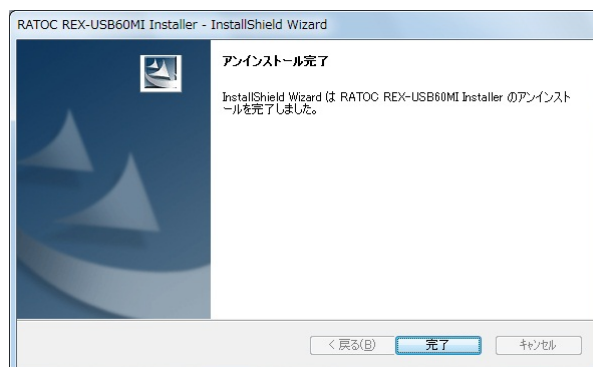 RATOC REX-USB60MI Installer - InstallShield Wizard
アンインストール完了
InstallShield Wizard は RATOC REX-USB60MI Installer のアンインスト
ールを完了しました。
< 戻る(B)
完了
キャンセル